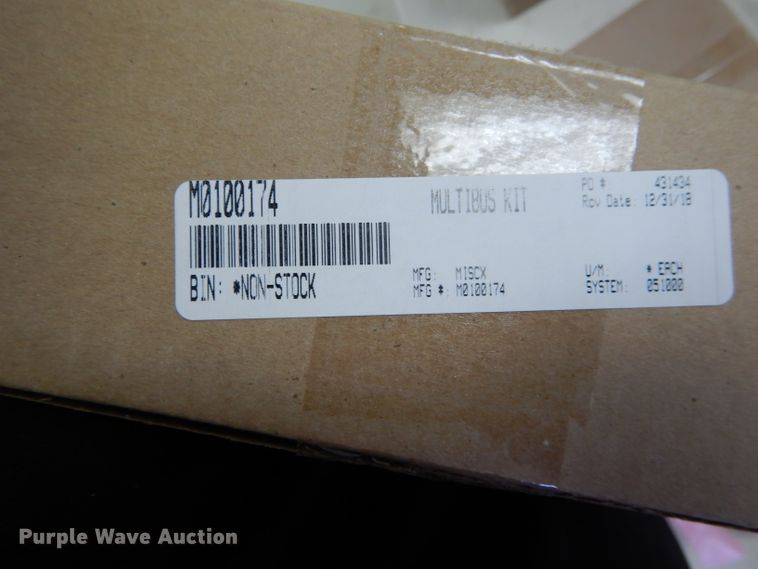 M0100174
MULTIBUS KIT
PO # 431434
Rcv Date: 12/31/18
BIN: *NON-STOCK
MFG: MISCX
MFG #: M0100174
U/M: * EACH
SYSTEM: 051000
Purple Wave Auction